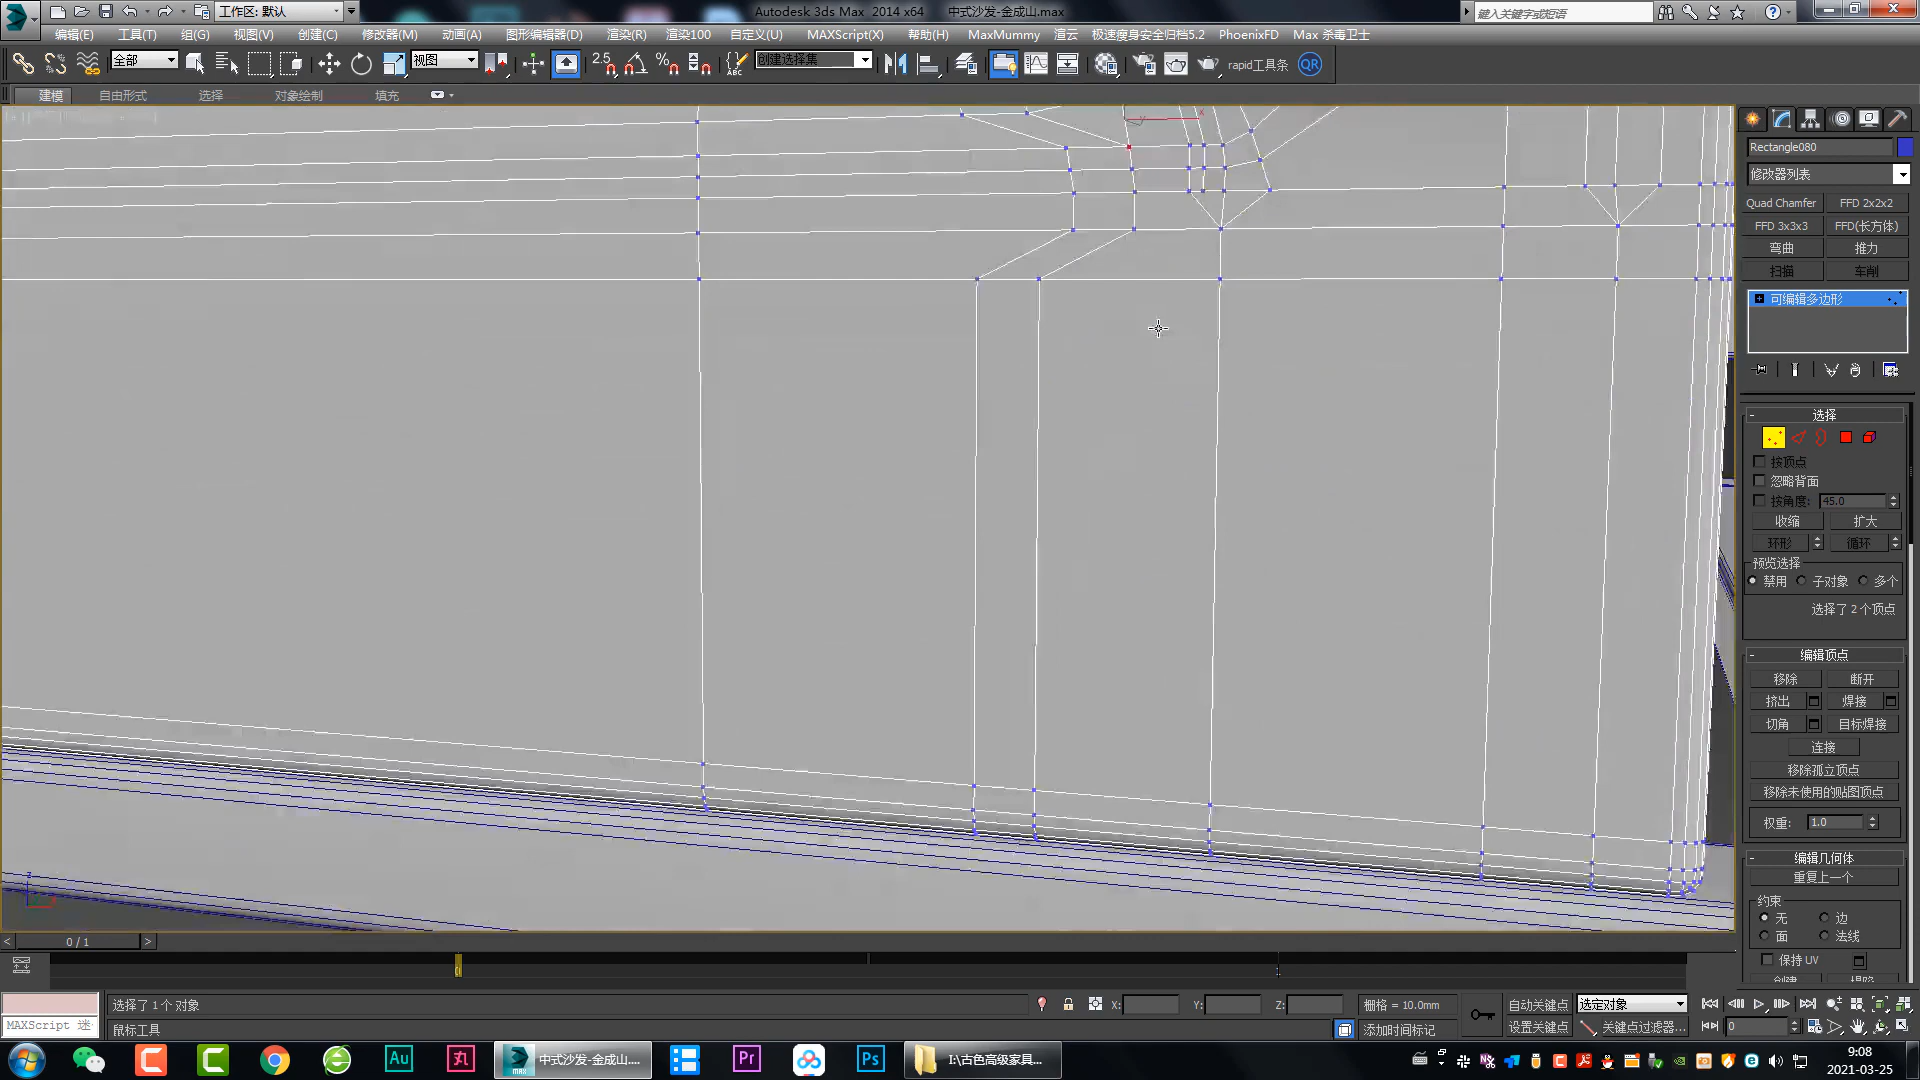 工作区: 默认
Autodesk 3ds Max  2014 x64    中式沙发-金成山.max
键入关键字或短语
编辑(E) 工具(T) 组(G) 视图(V) 创建(C) 修改器(M) 动画(A) 图形编辑器(D) 渲染(R) 渲染100 自定义(U) MAXScript(X) 帮助(H) MaxMummy 渲云 极速瘦身安全归档5.2 PhoenixFD Max 杀毒卫士
全部 视图 2.5 创建选择集 rapid工具条 QR
建模 自由形式 选择 对象绘制 填充
Rectangle080
修改器列表
Quad Chamfer FFD 2x2x2
FFD 3x3x3 FFD(长方体)
弯曲 推力
扫描 车削
可编辑多边形
选择
按顶点
忽略背面
按角度: 45.0
收缩 扩大
环形 循环
预览选择
禁用 子对象 多个
选择了 2 个顶点
编辑顶点
移除 断开
挤出 焊接
切角 目标焊接
连接
移除孤立顶点
移除未使用的贴图顶点
权重: 1.0
编辑几何体
重复上一个
约束
无 边
面 法线
保持 UV
0 / 1
选择了 1 个 对象 X: Y: Z: 栅格 = 10.0mm 自动关键点 选定对象
MAXScript 迷 鼠标工具 添加时间标记 设置关键点 关键点过滤器... 0
中式沙发-金成山.... I:\古色高级家具...
9:08
2021-03-25